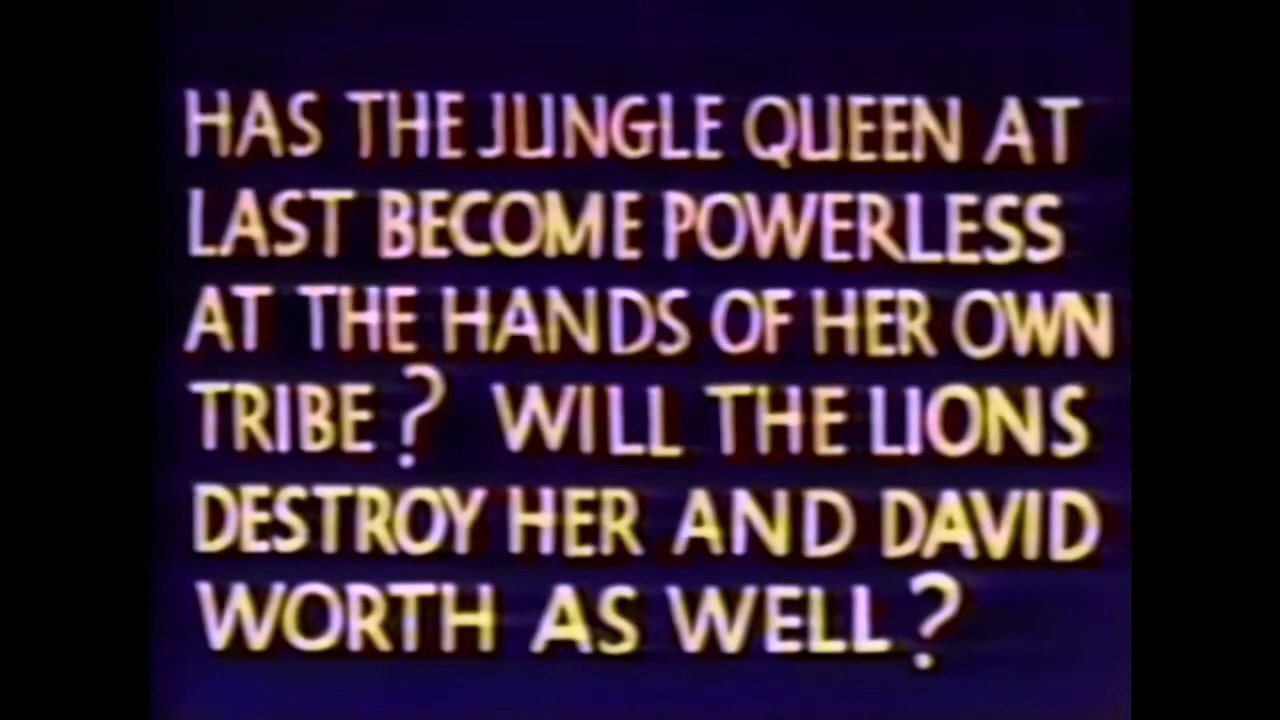 HAS THE JUNGLE QUEEN AT
LAST BECOME POWERLESS
AT THE HANDS OF HER OWN
TRIBE? WILL THE LIONS
DESTROY HER AND DAVID
WORTH AS WELL?